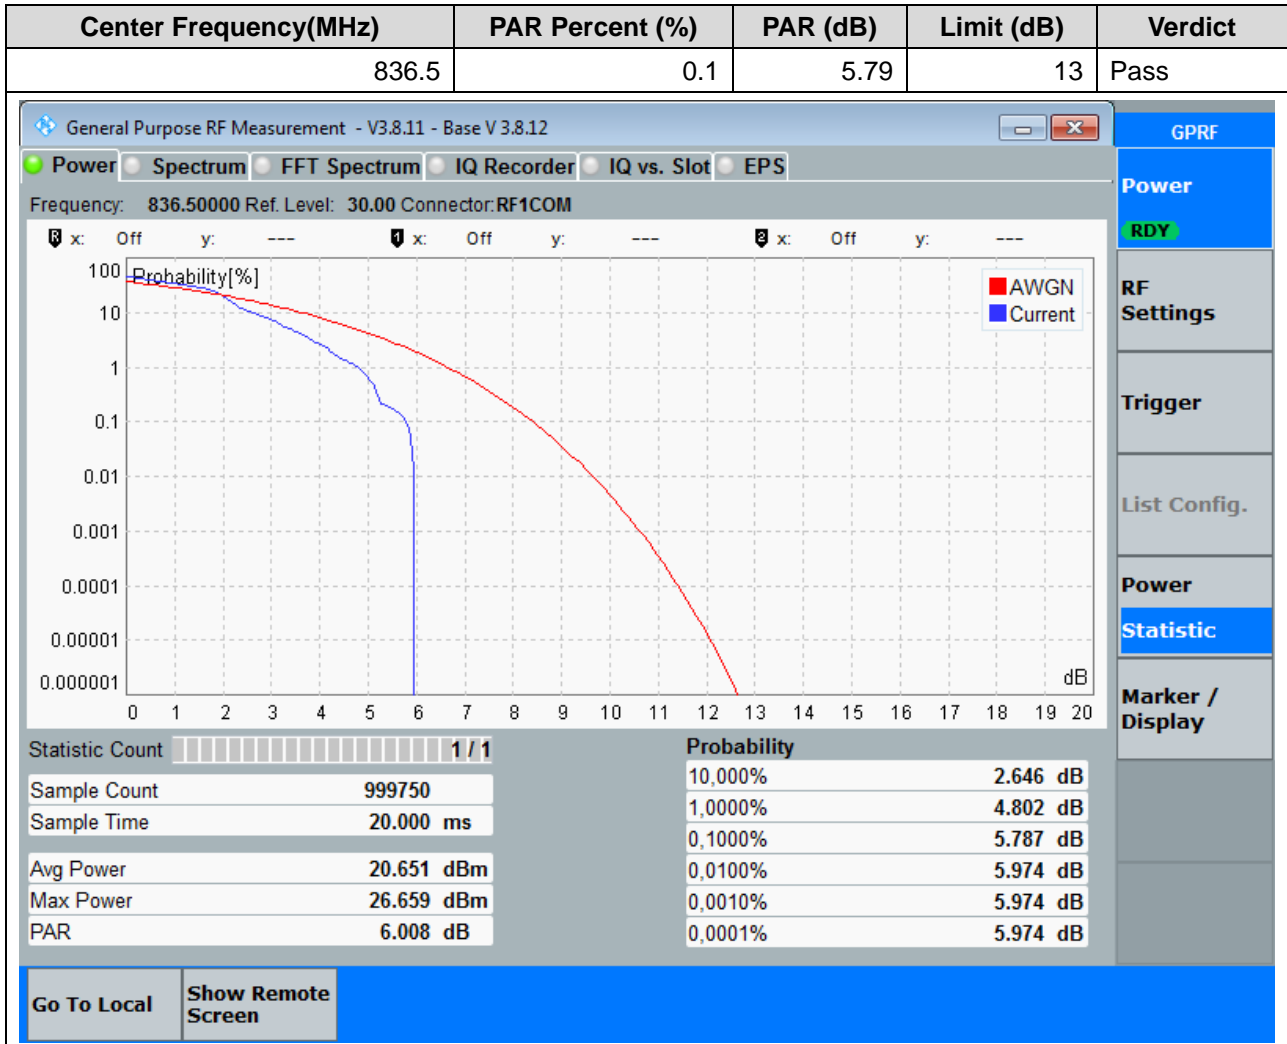 Center Frequency(MHz) PAR Percent (%) PAR (dB) Limit (dB) Verdict
836.5 0.1 5.79 13 Pass
General Purpose RF Measurement - V3.8.11 - Base V 3.8.12
GPRF
Power Spectrum FFT Spectrum IQ Recorder IQ vs. Slot EPS
Frequency: 836.50000 Ref. Level: 30.00 Connector: RF1COM
R x: Off y: --- 1 x: Off y: --- 2 x: Off y: ---
Probability[%]
AWGN
Current
100
10
1
0.1
0.01
0.001
0.0001
0.00001
0.000001
dB
0 1 2 3 4 5 6 7 8 9 10 11 12 13 14 15 16 17 18 19 20
Statistic Count 1 / 1
Sample Count 999750
Sample Time 20.000 ms
Avg Power 20.651 dBm
Max Power 26.659 dBm
PAR 6.008 dB
Probability
10,000% 2.646 dB
1,0000% 4.802 dB
0,1000% 5.787 dB
0,0100% 5.974 dB
0,0010% 5.974 dB
0,0001% 5.974 dB
Power
RDY
RF
Settings
Trigger
List Config.
Power
Statistic
Marker /
Display
Go To Local
Show Remote
Screen